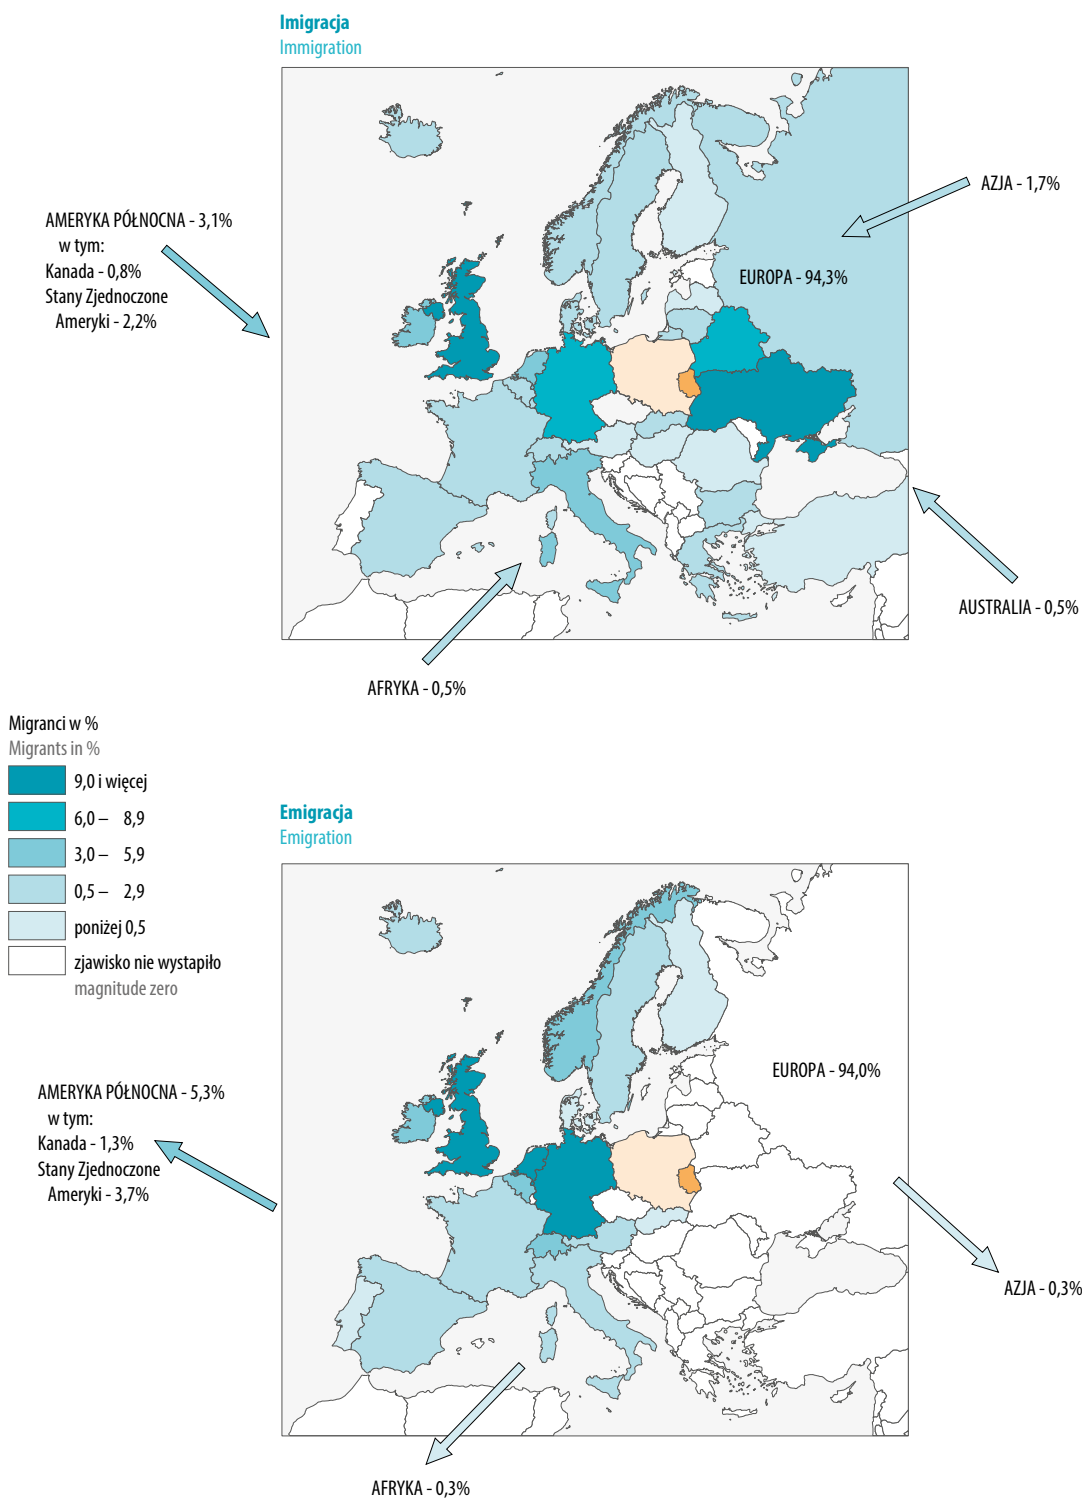 Imigracja
Immigration
AZJA - 1,7%
AMERYKA PÓŁNOCNA - 3,1%
w tym:
Kanada - 0,8%
Stany Zjednoczone
Ameryki - 2,2%
EUROPA - 94,3%
AUSTRALIA - 0,5%
AFRYKA - 0,5%
Migranci w %
Migrants in %
9,0 i więcej
6,0 – 8,9
3,0 – 5,9
0,5 – 2,9
poniżej 0,5
zjawisko nie wystapiło
magnitude zero
Emigracja
Emigration
EUROPA - 94,0%
AMERYKA PÓŁNOCNA - 5,3%
w tym:
Kanada - 1,3%
Stany Zjednoczone
Ameryki - 3,7%
AZJA - 0,3%
AFRYKA - 0,3%